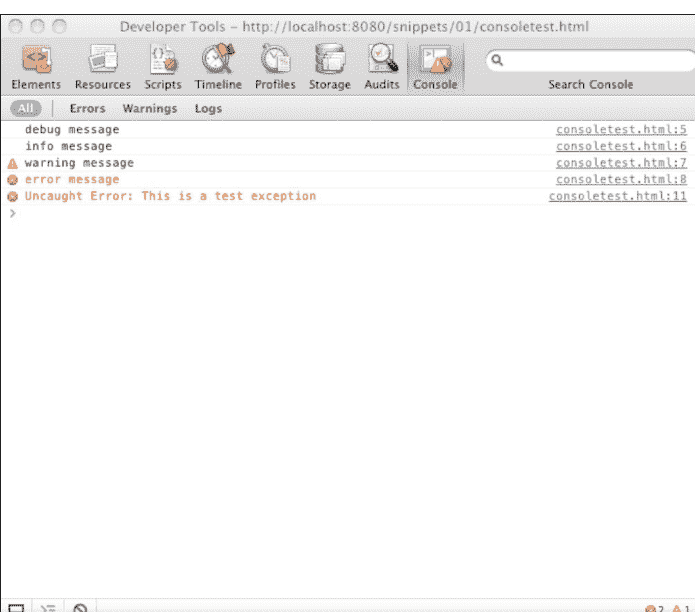 Developer Tools – http://localhost:8080/snippets/01/consoletest.html
Elements Resources Scripts Timeline Profiles Storage Audits Console Search Console
All Errors Warnings Logs
debug message consoletest.html:5
info message consoletest.html:6
warning message consoletest.html:7
error message consoletest.html:8
Uncaught Error: This is a test exception consoletest.html:11
>
2 1